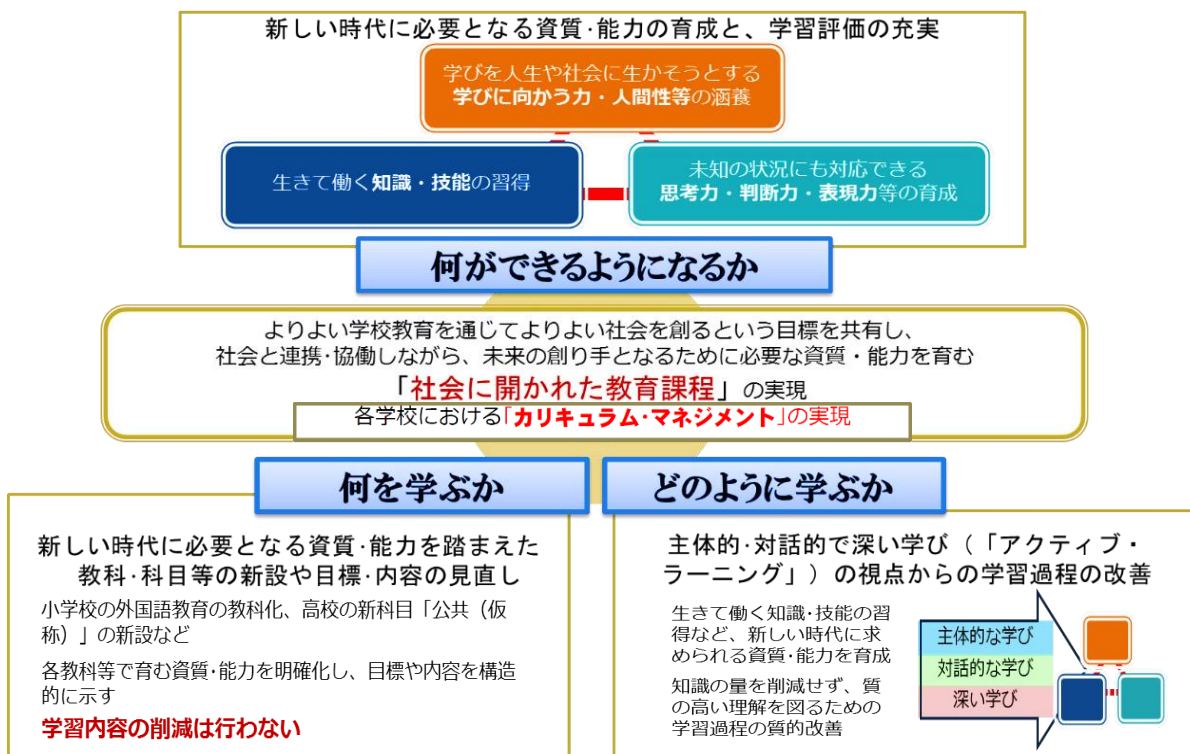 新しい時代に必要となる資質･能力の育成と、学習評価の充実
学びを人生や社会に生かそうとする
学びに向かう力・人間性等の涵養
生きて働く知識・技能の習得
未知の状況にも対応できる
思考力・判断力・表現力等の育成
何ができるようになるか
よりよい学校教育を通じてよりよい社会を創るという目標を共有し、
社会と連携･協働しながら、未来の創り手となるために必要な資質・能力を育む
「社会に開かれた教育課程」の実現
各学校における「カリキュラム･マネジメント」の実現
何を学ぶか
新しい時代に必要となる資質･能力を踏まえた
教科･科目等の新設や目標･内容の見直し
小学校の外国語教育の教科化、高校の新科目「公共（仮
称）」の新設など
各教科等で育む資質･能力を明確化し、目標や内容を構造
的に示す
学習内容の削減は行わない
どのように学ぶか
主体的･対話的で深い学び（「アクティブ・
ラーニング」）の視点からの学習過程の改善
生きて働く知識･技能の習
得など、新しい時代に求
められる資質･能力を育成
知識の量を削減せず、質
の高い理解を図るための
学習過程の質的改善
主体的な学び
対話的な学び
深い学び